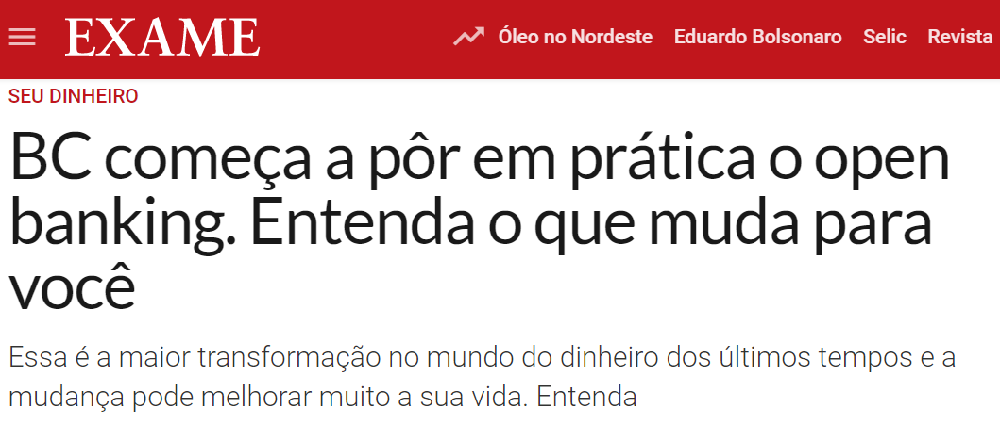 EXAME
Óleo no Nordeste Eduardo Bolsonaro Selic Revista
SEU DINHEIRO
BC começa a pôr em prática o open
banking. Entenda o que muda para
você
Essa é a maior transformação no mundo do dinheiro dos últimos tempos e a
mudança pode melhorar muito a sua vida. Entenda